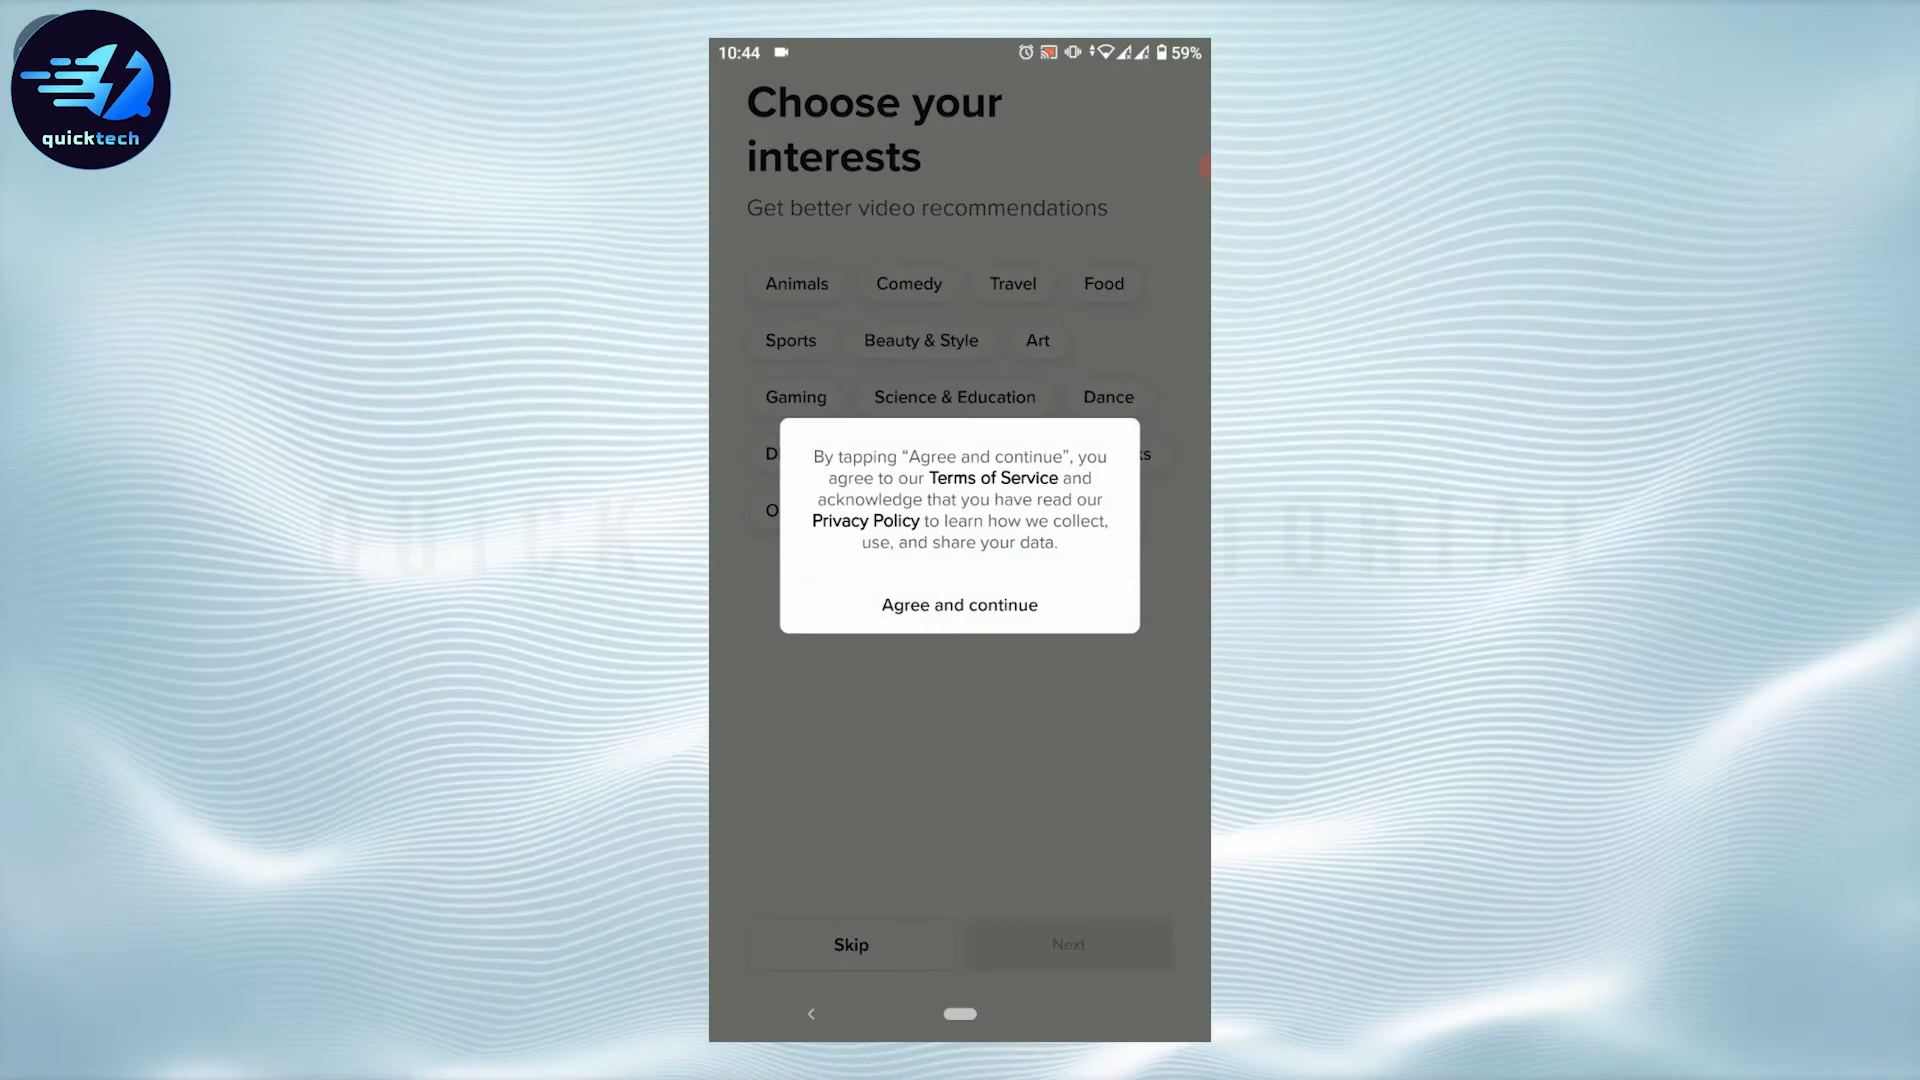 quicktech
10:44
59%
Choose your
interests
Get better video recommendations
Animals Comedy Travel Food
Sports Beauty & Style Art
Gaming Science & Education Dance
By tapping “Agree and continue”, you
agree to our Terms of Service and
acknowledge that you have read our
Privacy Policy to learn how we collect,
use, and share your data.
Agree and continue
Skip Next